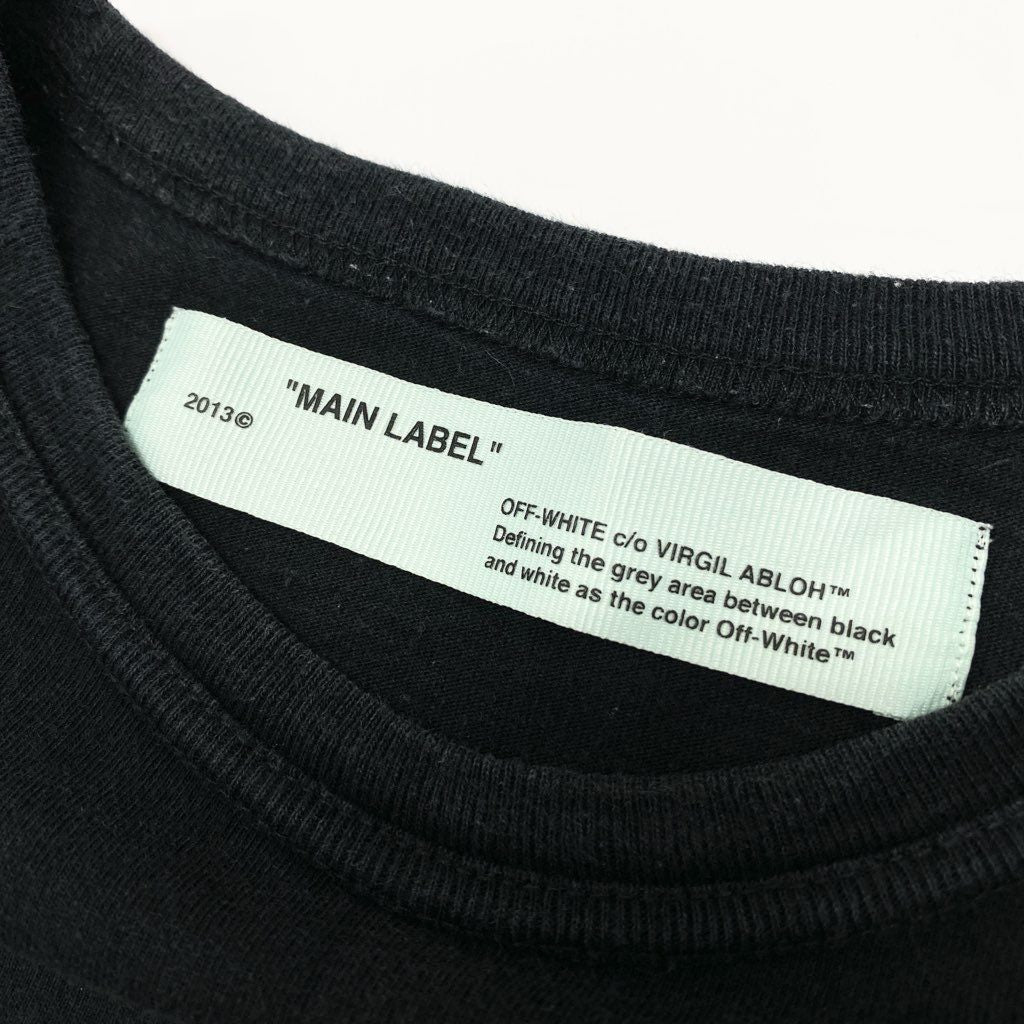 2013© "MAIN LABEL"
OFF-WHITE c/o VIRGIL ABLOH™
Defining the grey area between black
and white as the color Off-White™